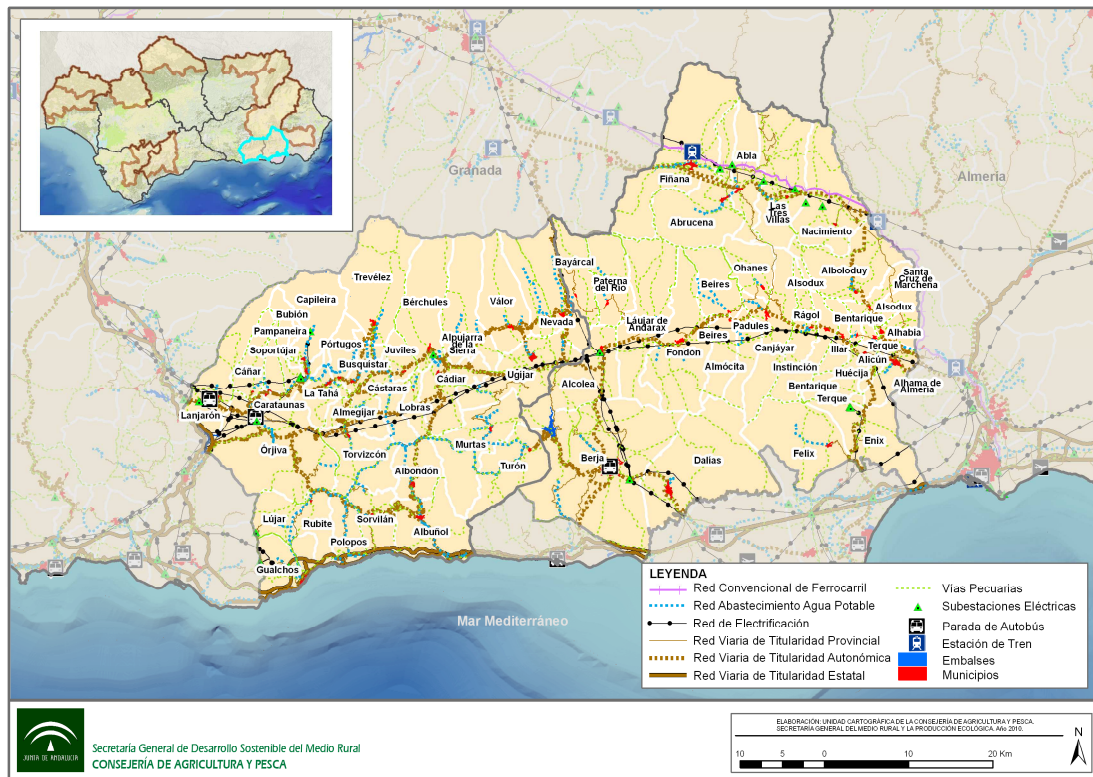 Granada
Almería
Abla
Fiñana
Las
Tres
Villas
Abrucena
Nacimiento
Bayárcal
Paterna
del Río
Ohanes
Alboloduy
Santa
Cruz de
Marchena
Trevélez
Beires
Alsodux
Capileira
Bérchules
Válor
Alsodux
Bubión
Nevada
Láujar de
Andarax
Rágol
Bentarique
Pampaneira
Pórtugos
Alpujarra
de la
Sierra
Padules
Beires
Alhabia
Soportújar
Juviles
Fondón
Canjáyar
Illar
Terque
Busquistar
Alicún
Cáñar
Ugijar
Almócita
Instinción
Huécija
Cádiar
Alcolea
Cástaras
Bentarique
Alhama de
Almería
La Tahá
Terque
Carataunas
Lobras
Almegijar
Lanjarón
Enix
Murtas
Felix
Órjiva
Torvizcón
Berja
Dalias
Turón
Albondón
Lújar
Rubite
Sorvilán
Albuñol
Polopos
Gualchos
Mar Mediterráneo
LEYENDA
Red Convencional de Ferrocarril
Red Abastecimiento Agua Potable
Red de Electrificación
Red Viaria de Titularidad Provincial
Red Viaria de Titularidad Autonómica
Red Viaria de Titularidad Estatal
Vías Pecuarias
Subestaciones Eléctricas
Parada de Autobús
Estación de Tren
Embalses
Municipios
JUNTA DE ANDALUCIA
Secretaría General de Desarrollo Sostenible del Medio Rural
CONSEJERÍA DE AGRICULTURA Y PESCA
ELABORACIÓN: UNIDAD CARTOGRÁFICA DE LA CONSEJERÍA DE AGRICULTURA Y PESCA.
SECRETARÍA GENERAL DEL MEDIO RURAL Y LA PRODUCCIÓN ECOLÓGICA. Año 2010.
10 5 0 10 20 Km
N